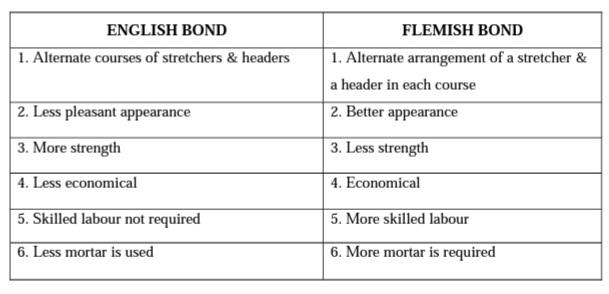 ENGLISH BOND FLEMISH BOND
1. Alternate courses of stretchers & headers 1. Alternate arrangement of a stretcher &
a header in each course
2. Less pleasant appearance 2. Better appearance
3. More strength 3. Less strength
4. Less economical 4. Economical
5. Skilled labour not required 5. More skilled labour
6. Less mortar is used 6. More mortar is required